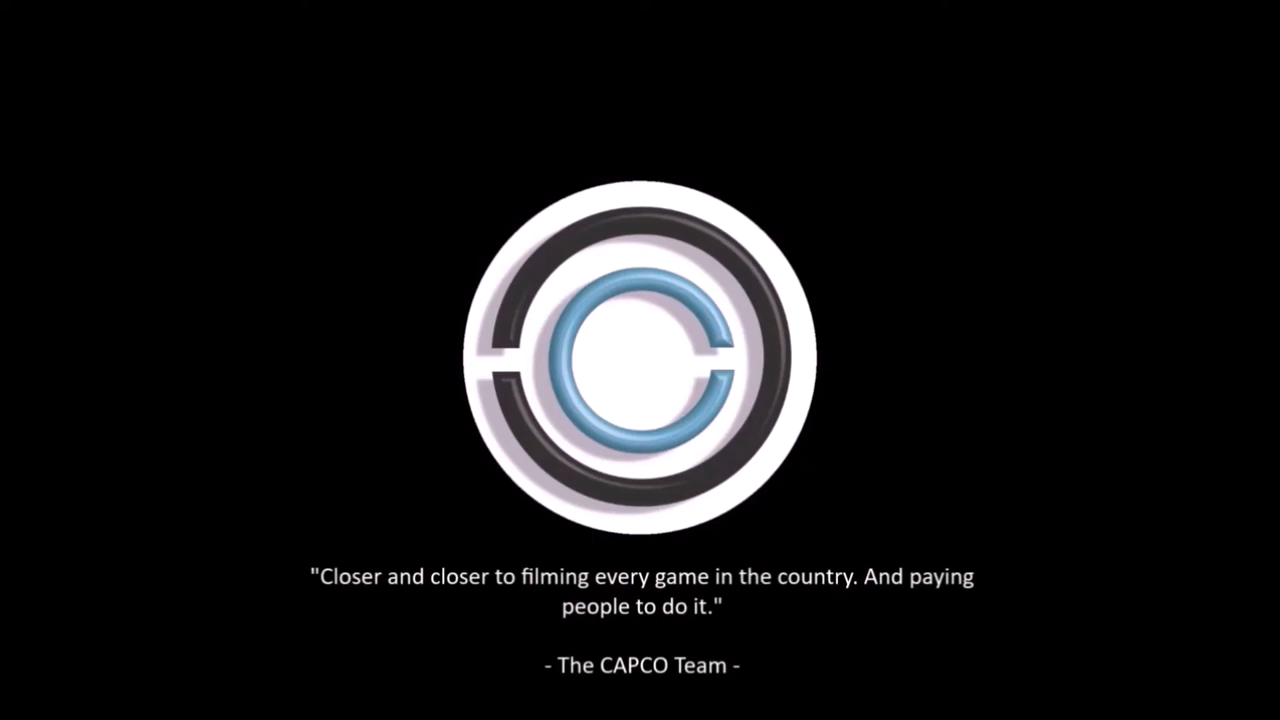 "Closer and closer to filming every game in the country. And paying
people to do it."
- The CAPCO Team -